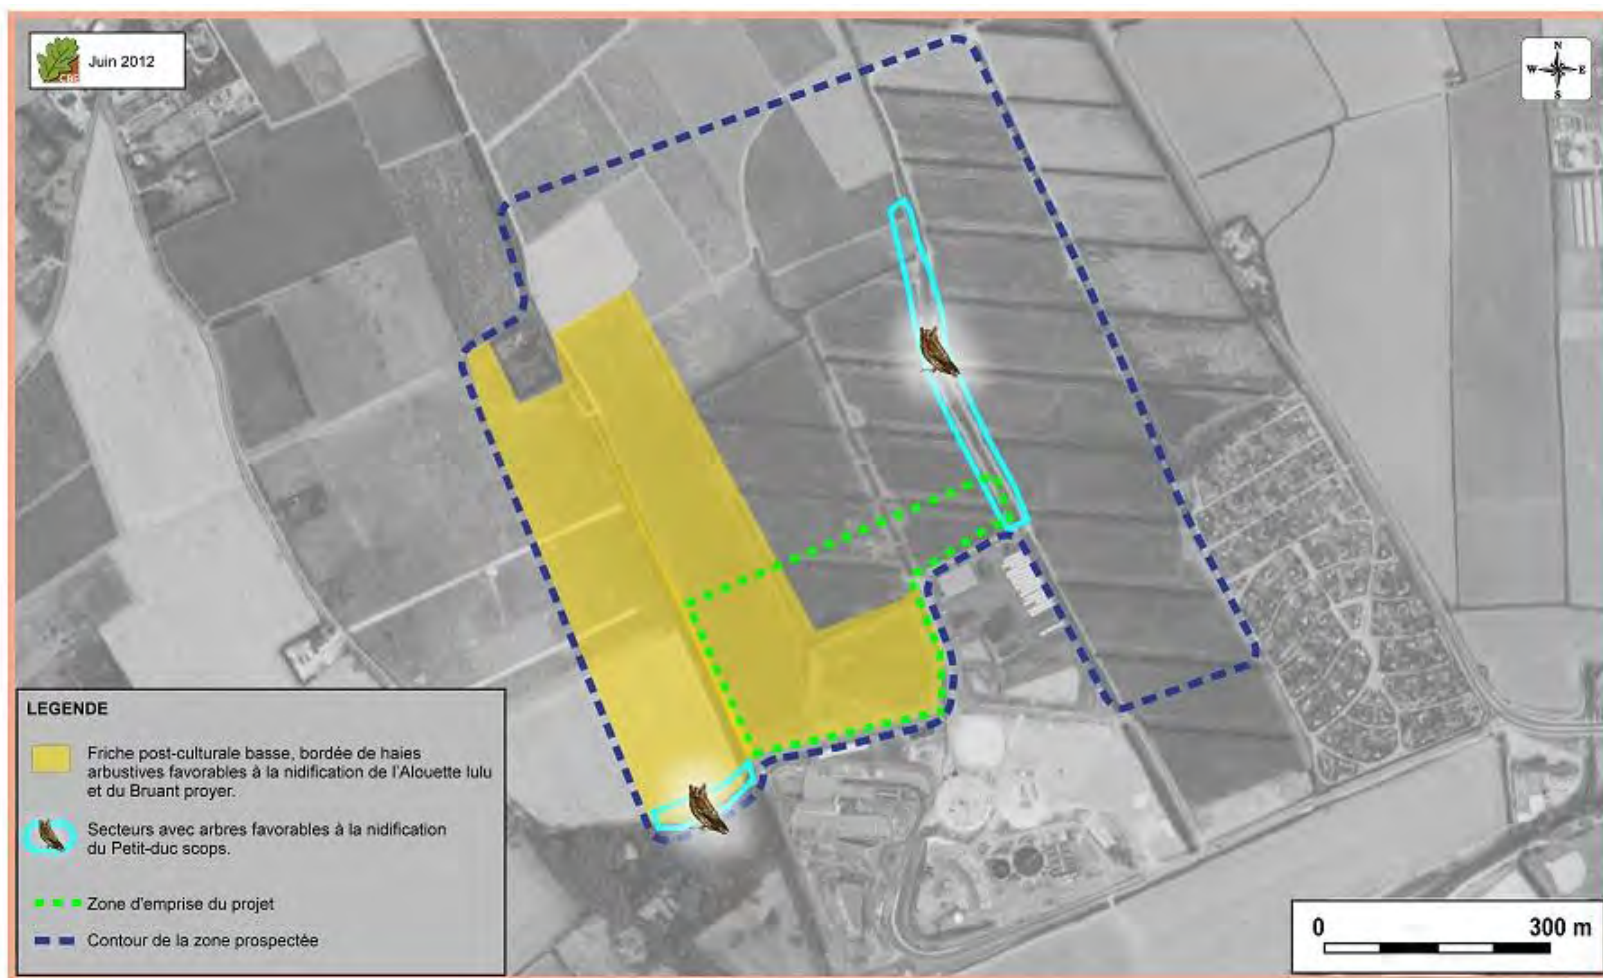 CBE
Juin 2012
N
W E
S
LEGENDE
Friche post-culturale basse, bordée de haies
arbustives favorables à la nidification de l'Alouette lulu
et du Bruant proyer.
Secteurs avec arbres favorables à la nidification
du Petit-duc scops.
Zone d'emprise du projet
Contour de la zone prospectée
0 300 m